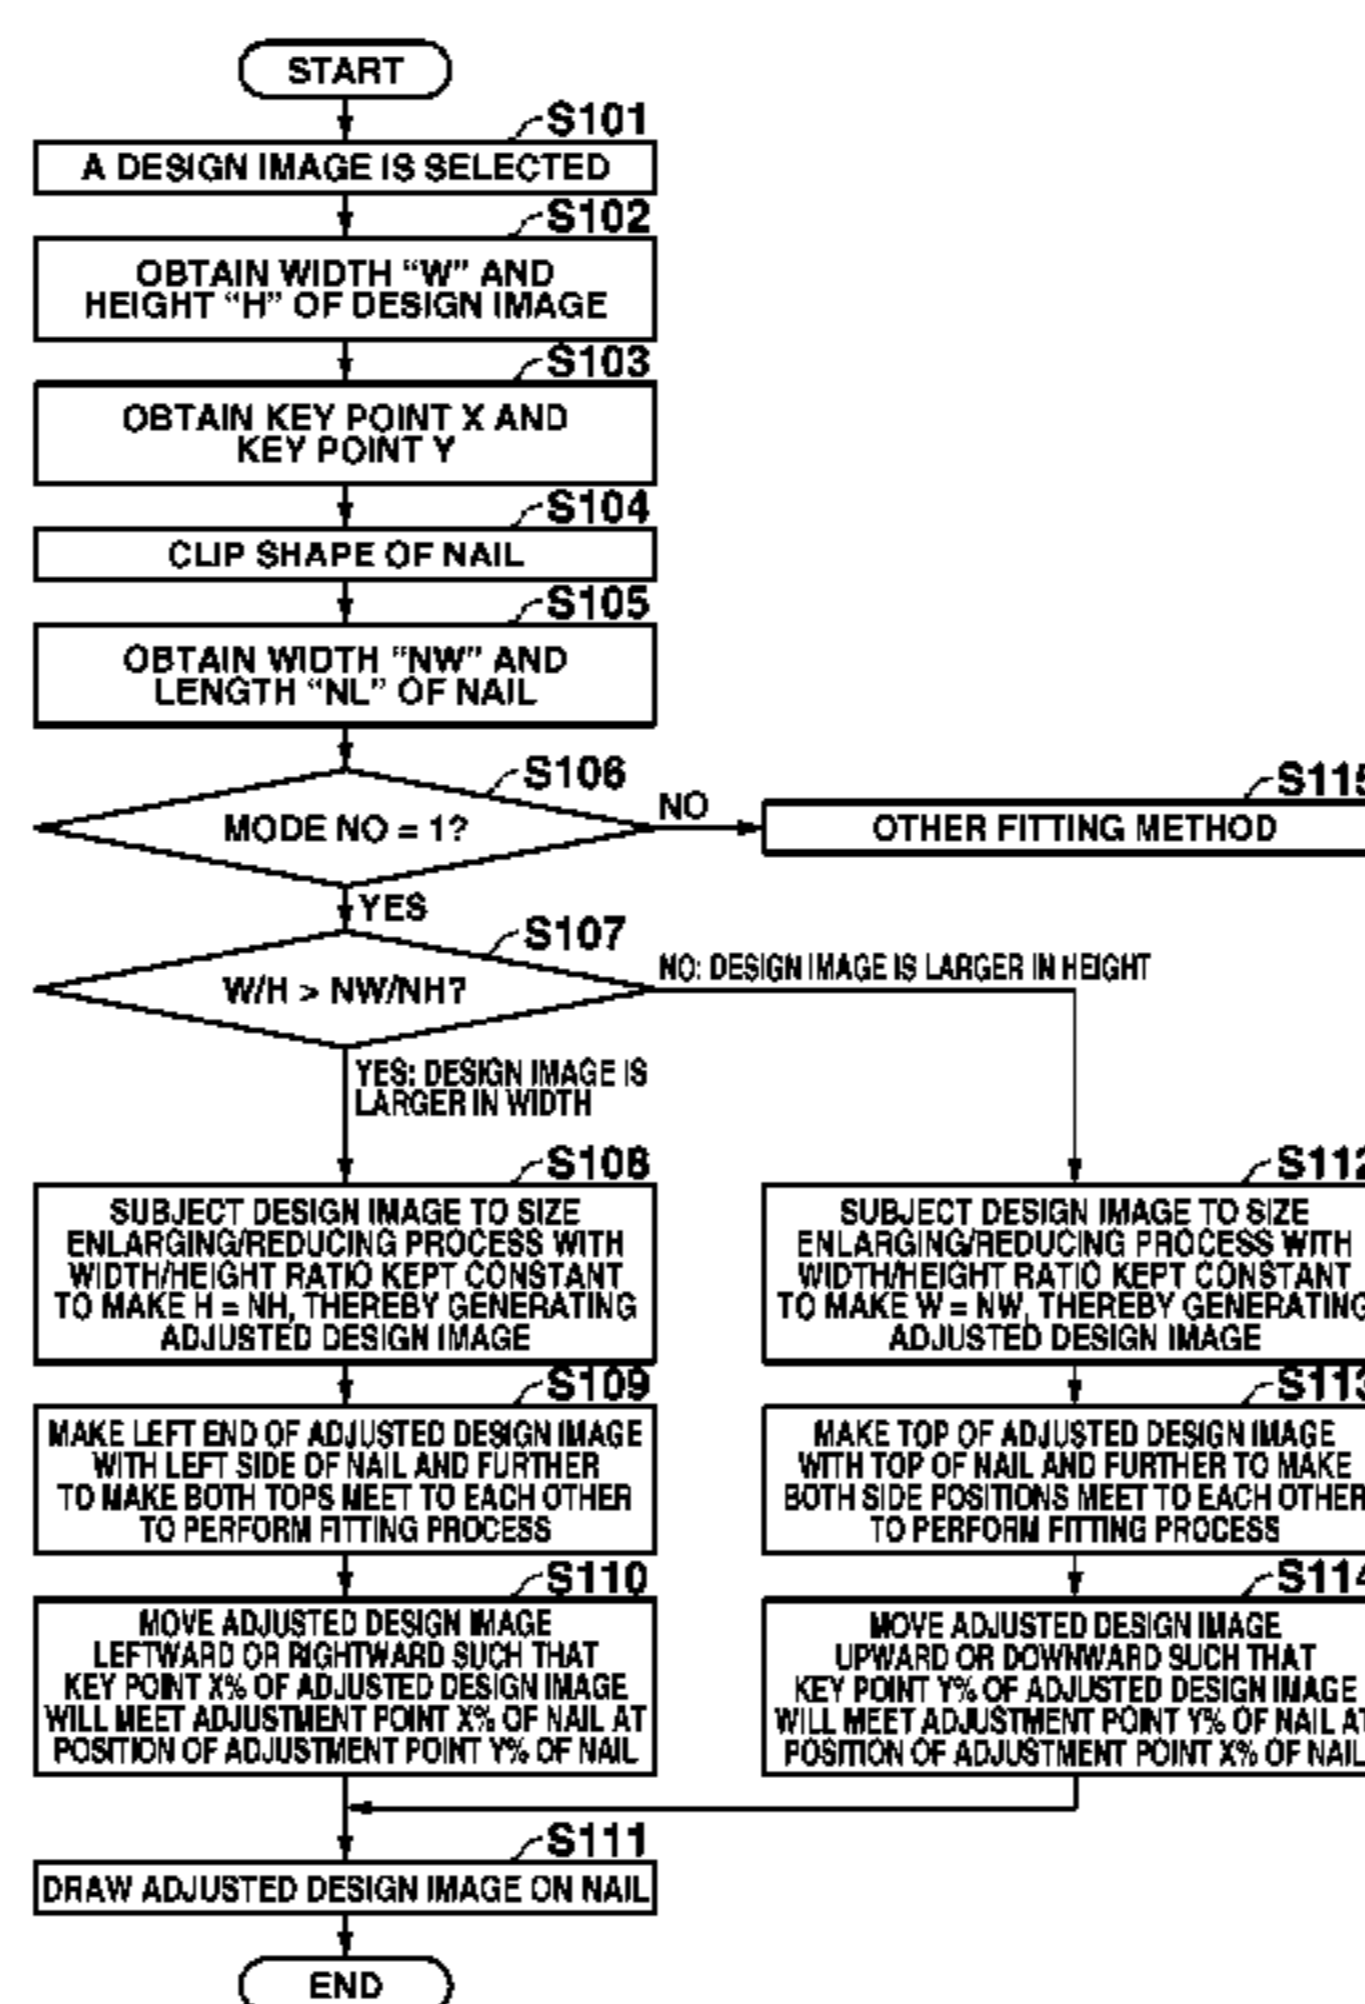 START
S101
A DESIGN IMAGE IS SELECTED
S102
OBTAIN WIDTH “W” AND
HEIGHT “H” OF DESIGN IMAGE
S103
OBTAIN KEY POINT X AND
KEY POINT Y
S104
CLIP SHAPE OF NAIL
S105
OBTAIN WIDTH “NW” AND
LENGTH “NL” OF NAIL
S106
MODE NO = 1?
NO
S115
OTHER FITTING METHOD
YES
S107
W/H > NW/NH?
NO: DESIGN IMAGE IS LARGER IN HEIGHT
YES: DESIGN IMAGE IS
LARGER IN WIDTH
S108
SUBJECT DESIGN IMAGE TO SIZE
ENLARGING/REDUCING PROCESS WITH
WIDTH/HEIGHT RATIO KEPT CONSTANT
TO MAKE H = NH, THEREBY GENERATING
ADJUSTED DESIGN IMAGE
S109
MAKE LEFT END OF ADJUSTED DESIGN IMAGE
WITH LEFT SIDE OF NAIL AND FURTHER
TO MAKE BOTH TOPS MEET TO EACH OTHER
TO PERFORM FITTING PROCESS
S110
MOVE ADJUSTED DESIGN IMAGE
LEFTWARD OR RIGHTWARD SUCH THAT
KEY POINT X% OF ADJUSTED DESIGN IMAGE
WILL MEET ADJUSTMENT POINT X% OF NAIL AT
POSITION OF ADJUSTMENT POINT Y% OF NAIL
S112
SUBJECT DESIGN IMAGE TO SIZE
ENLARGING/REDUCING PROCESS WITH
WIDTH/HEIGHT RATIO KEPT CONSTANT
TO MAKE W = NW, THEREBY GENERATING
ADJUSTED DESIGN IMAGE
S113
MAKE TOP OF ADJUSTED DESIGN IMAGE
WITH TOP OF NAIL AND FURTHER TO MAKE
BOTH SIDE POSITIONS MEET TO EACH OTHER
TO PERFORM FITTING PROCESS
S114
MOVE ADJUSTED DESIGN IMAGE
UPWARD OR DOWNWARD SUCH THAT
KEY POINT Y% OF ADJUSTED DESIGN IMAGE
WILL MEET ADJUSTMENT POINT Y% OF NAIL AT
POSITION OF ADJUSTMENT POINT X% OF NAIL
S111
DRAW ADJUSTED DESIGN IMAGE ON NAIL
END